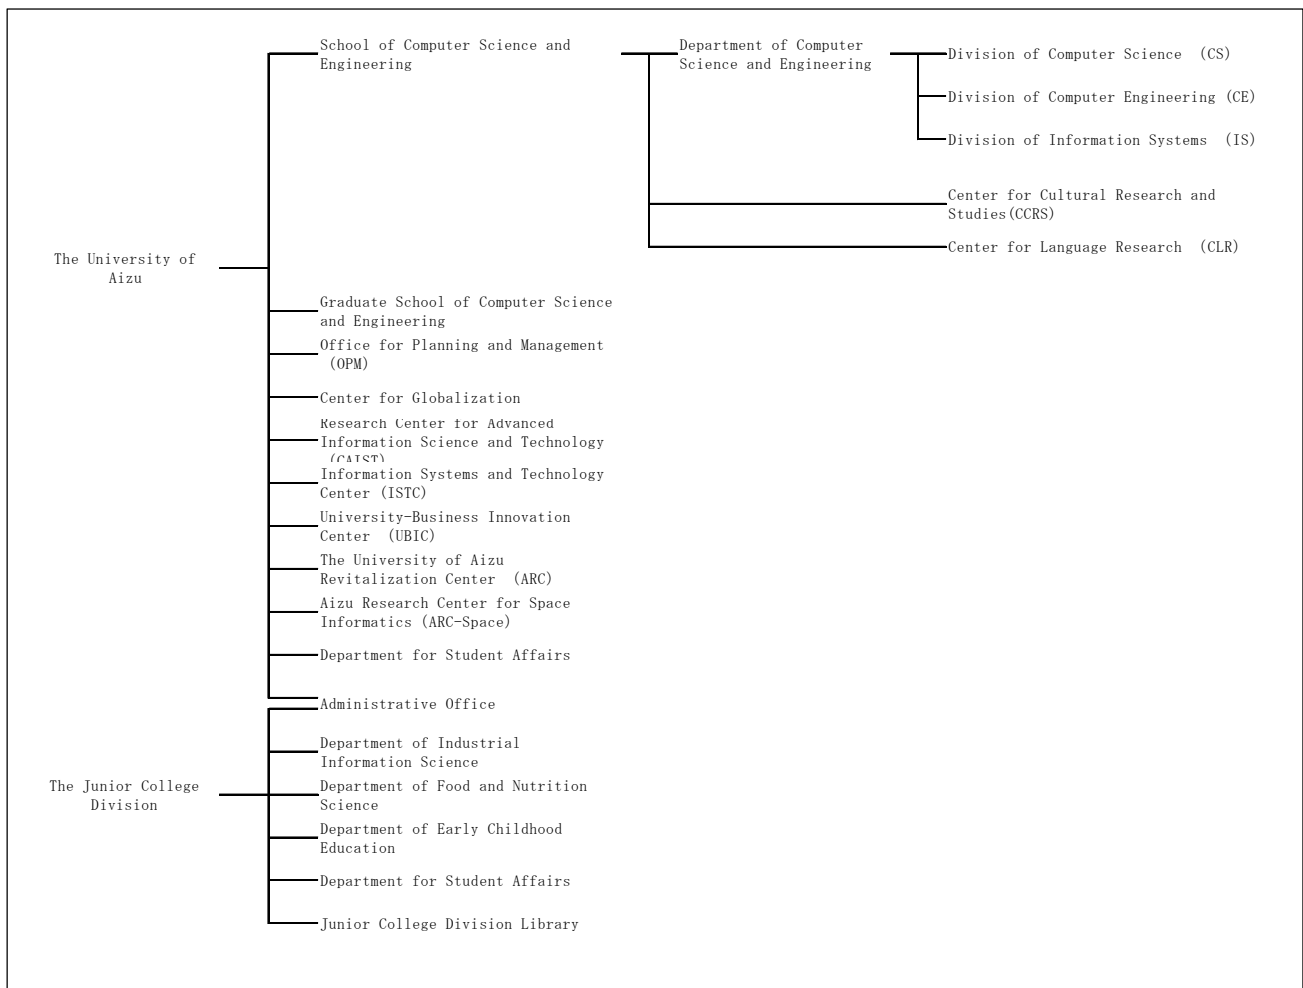 School of Computer Science and
Engineering
Department of Computer
Science and Engineering
Division of Computer Science (CS)
Division of Computer Engineering (CE)
Division of Information Systems (IS)
Center for Cultural Research and
Studies(CCRS)
Center for Language Research (CLR)
The University of
Aizu
Graduate School of Computer Science
and Engineering
Office for Planning and Management
(OPM)
Center for Globalization
Research Center for Advanced
Information Science and Technology
(CAIST)
Information Systems and Technology
Center (ISTC)
University-Business Innovation
Center (UBIC)
The University of Aizu
Revitalization Center (ARC)
Aizu Research Center for Space
Informatics (ARC-Space)
Department for Student Affairs
Administrative Office
The Junior College
Division
Department of Industrial
Information Science
Department of Food and Nutrition
Science
Department of Early Childhood
Education
Department for Student Affairs
Junior College Division Library